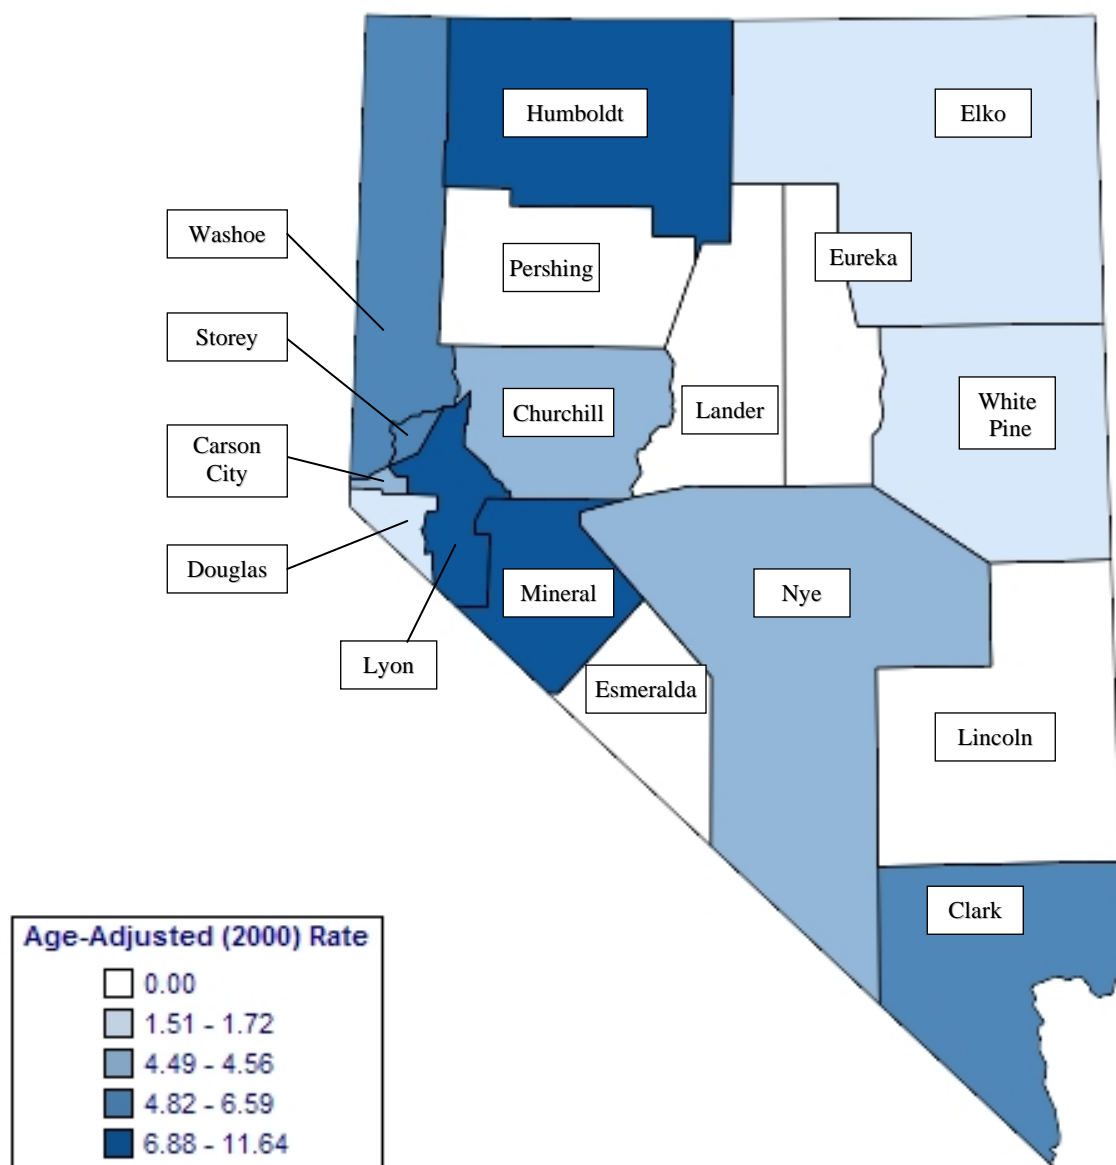 Humboldt
Elko
Washoe
Eureka
Pershing
Storey
Churchill
Lander
White
Pine
Carson
City
Douglas
Mineral
Nye
Lyon
Esmeralda
Lincoln
Clark
Age-Adjusted (2000) Rate
0.00
1.51 - 1.72
4.49 - 4.56
4.82 - 6.59
6.88 - 11.64